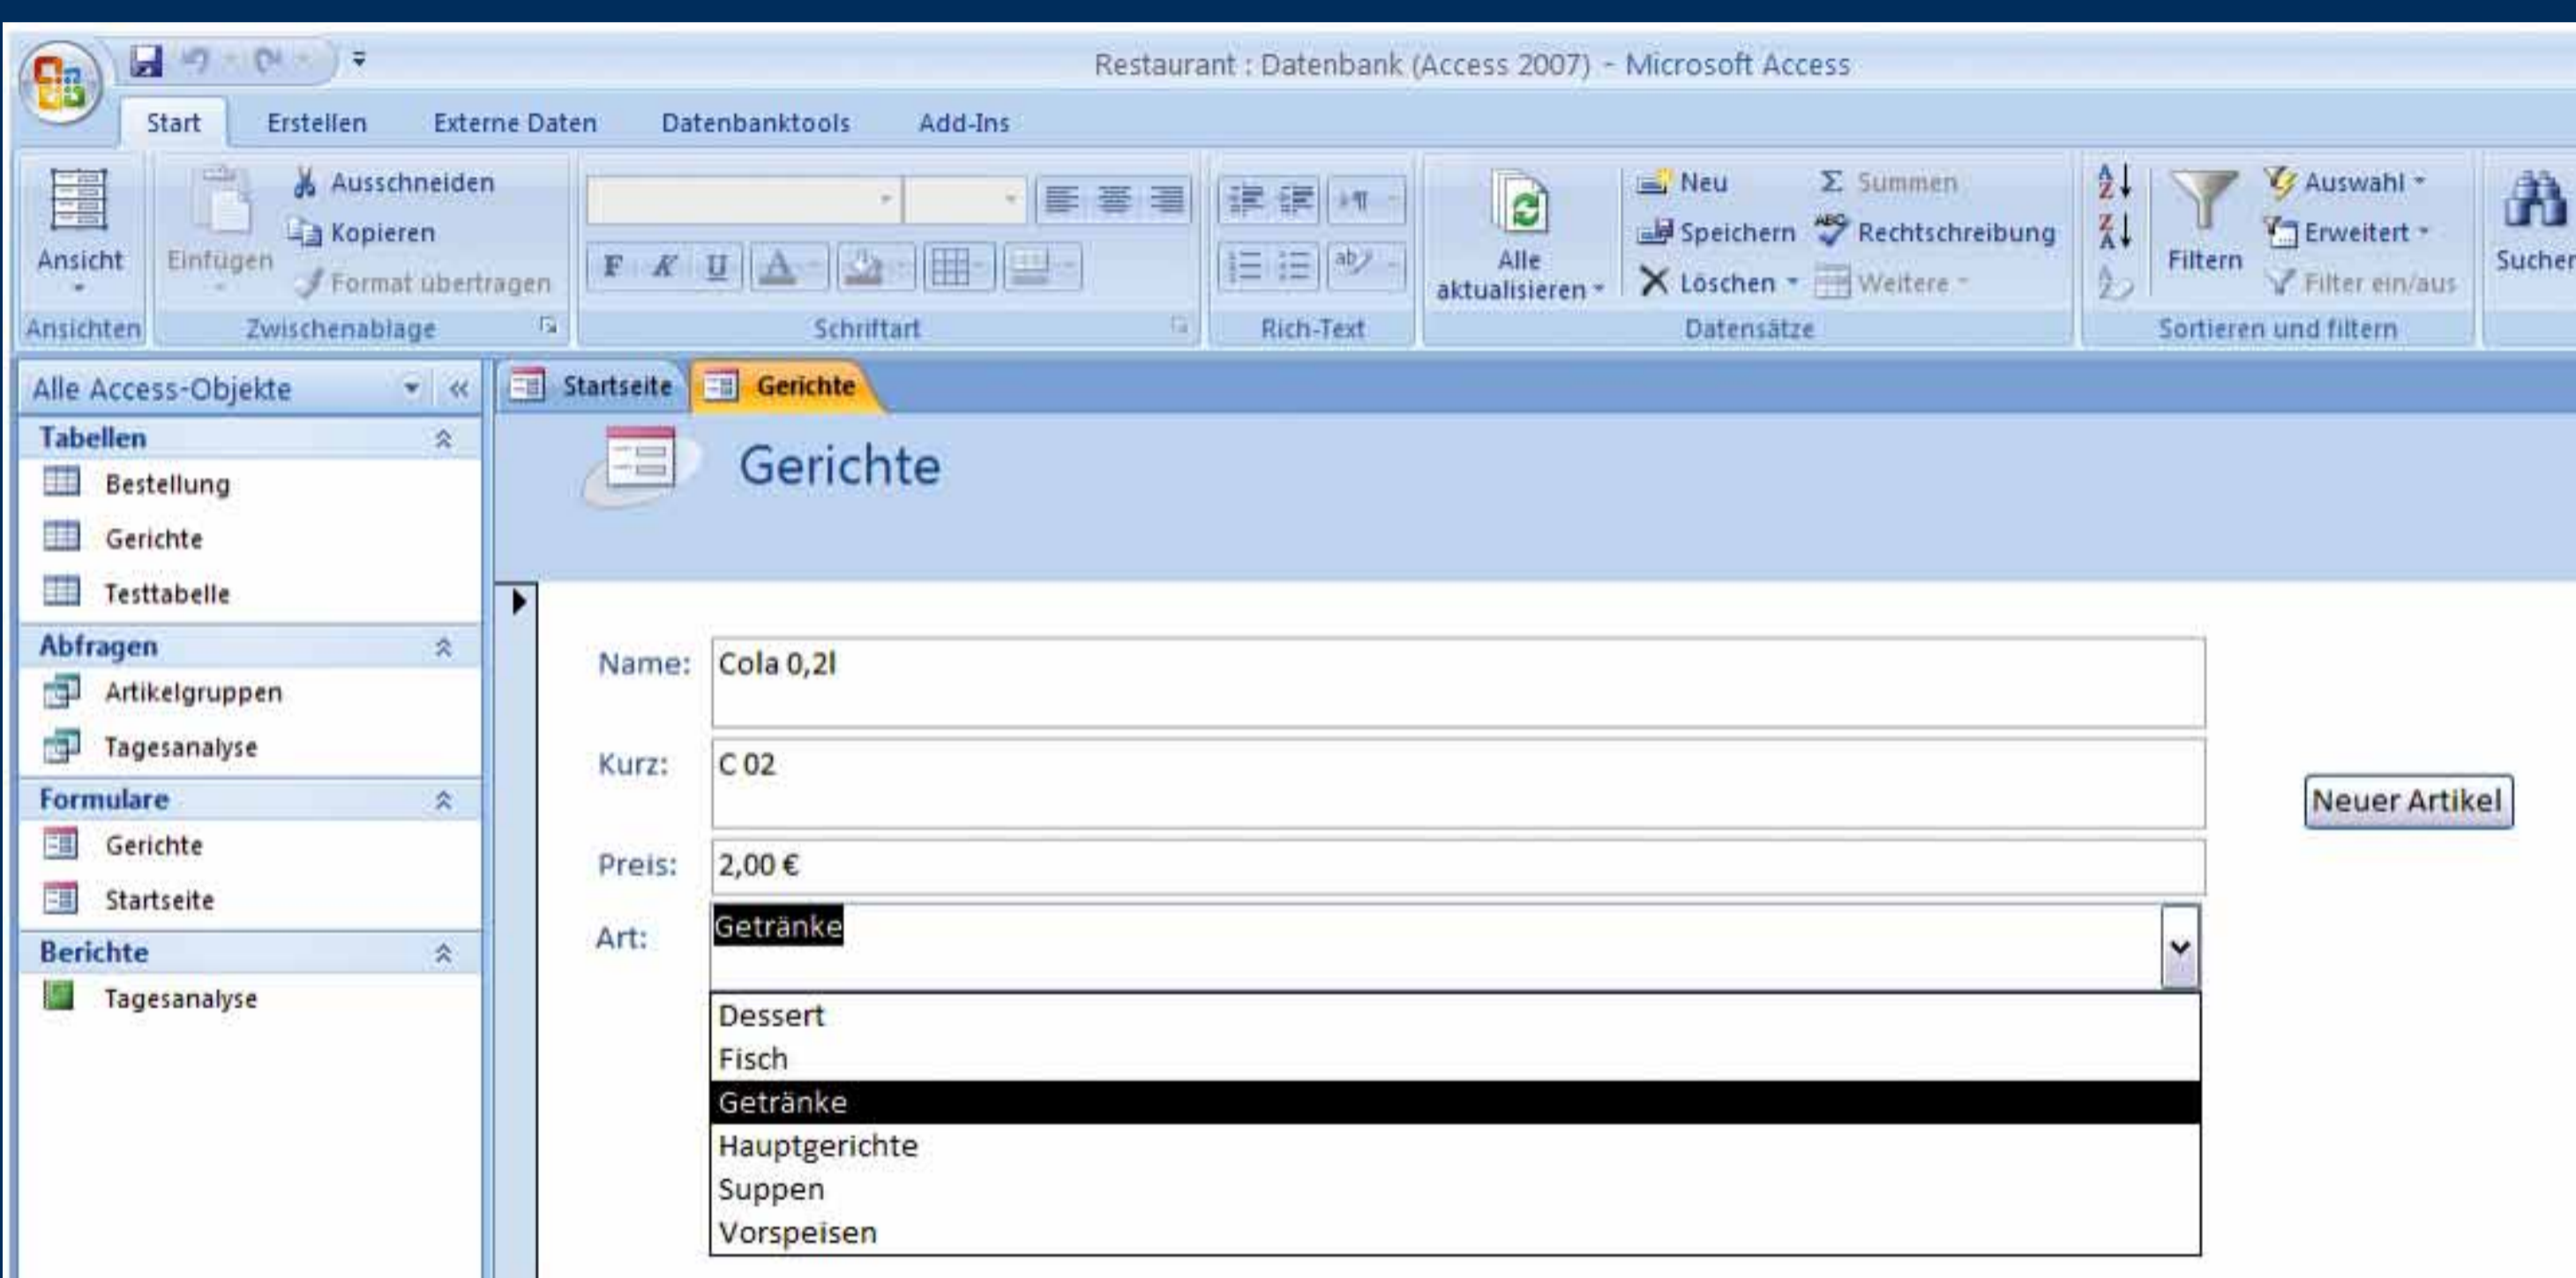 Restaurant : Datenbank (Access 2007) - Microsoft Access
Start Erstellen Externe Daten Datenbanktools Add-Ins
Ansicht
Einfügen
Ausschneiden
Kopieren
Format übertragen
F K U
Alle
aktualisieren
Neu
Speichern
Löschen
Summen
Rechtschreibung
Weitere
Filtern
Auswahl
Erweitert
Filter ein/aus
Ansichten Zwischenablage Schriftart Rich-Text Datensätze Sortieren und filtern
Alle Access-Objekte
Tabellen
Bestellung
Gerichte
Testtabelle
Abfragen
Artikelgruppen
Tagesanalyse
Formulare
Gerichte
Startseite
Berichte
Tagesanalyse
Startseite Gerichte
Gerichte
Name: Cola 0,2l
Kurz: C 02
Preis: 2,00 €
Art: Getränke
Dessert
Fisch
Getränke
Hauptgerichte
Suppen
Vorspeisen
Neuer Artikel